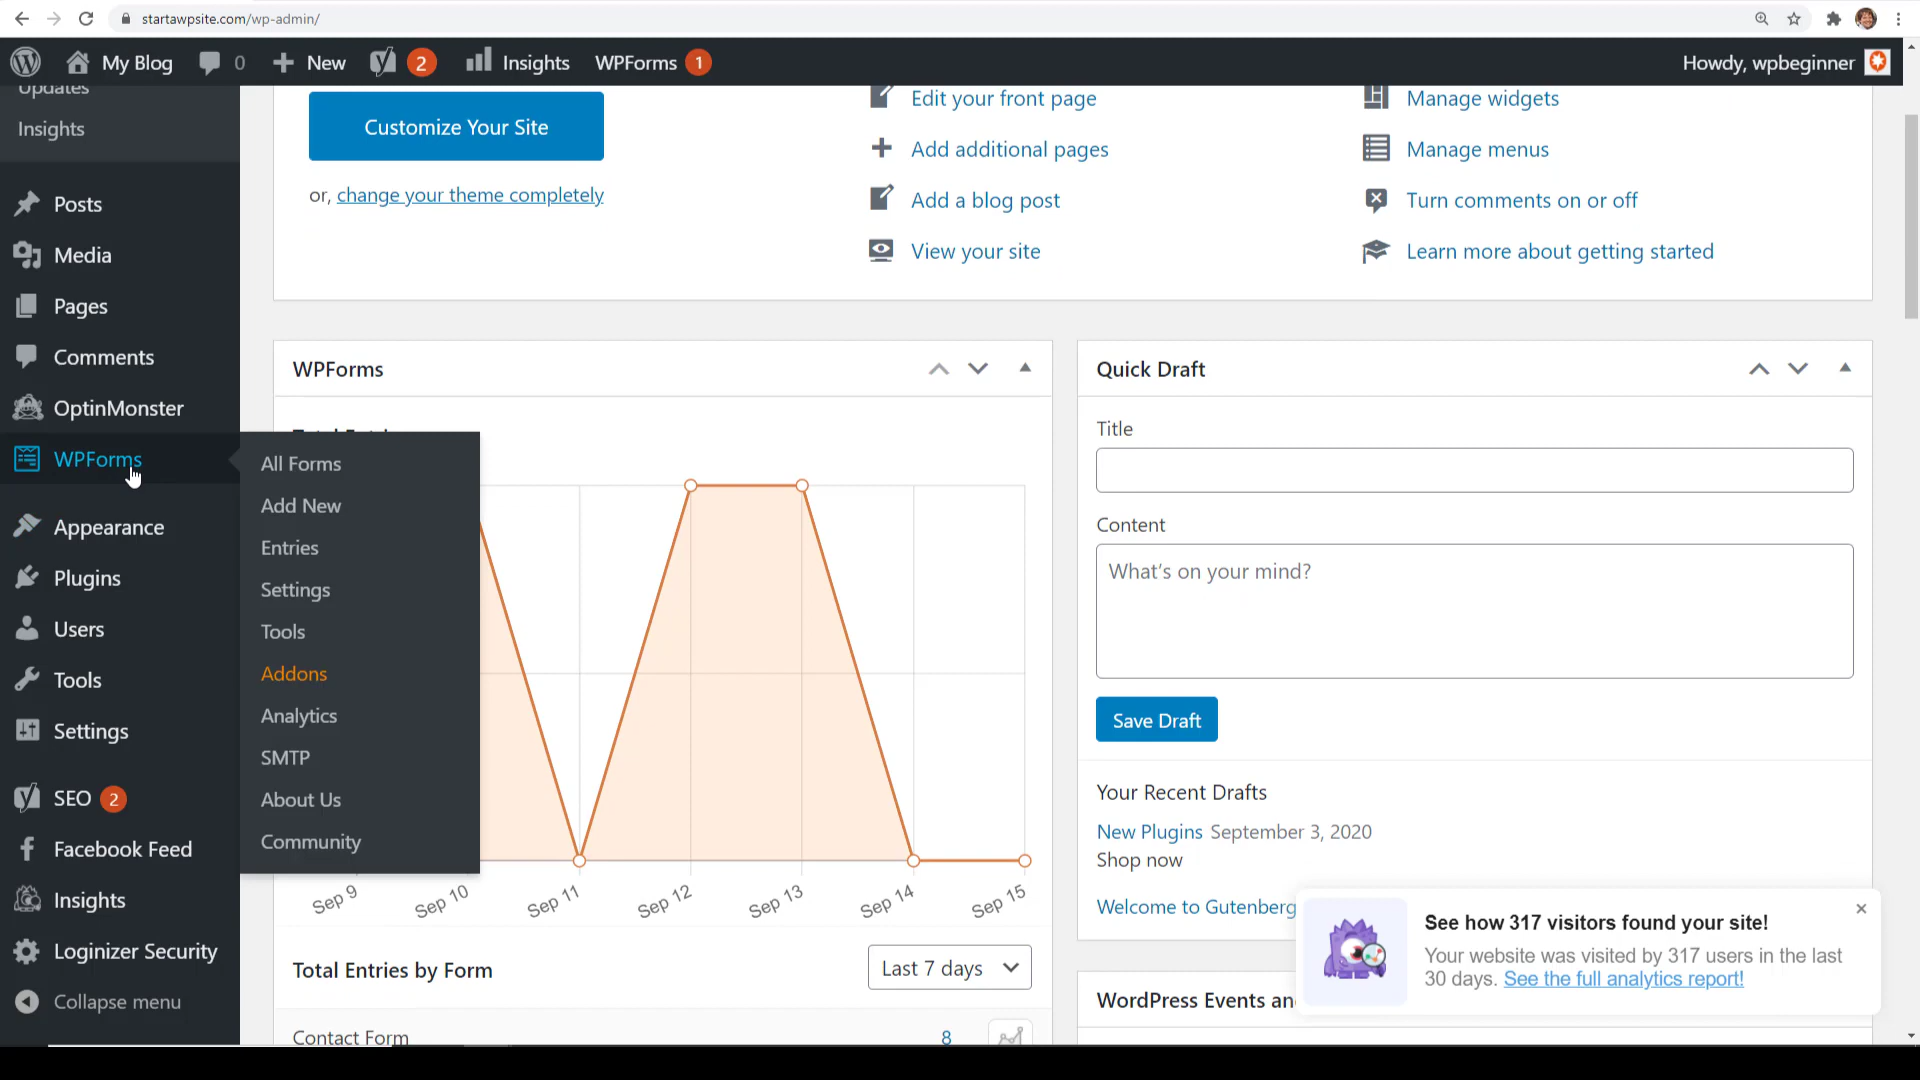 startawpsite.com/wp-admin/
My Blog 0 New 2 Insights WPForms 1 Howdy, wpbeginner
Updates
Insights
Posts
Media
Pages
Comments
OptinMonster
WPForms
Appearance
Plugins
Users
Tools
Settings
SEO 2
Facebook Feed
Insights
Loginizer Security
Collapse menu
All Forms
Add New
Entries
Settings
Tools
Addons
Analytics
SMTP
About Us
Community
Customize Your Site
or, change your theme completely
Edit your front page
Add additional pages
Add a blog post
View your site
Manage widgets
Manage menus
Turn comments on or off
Learn more about getting started
WPForms
Sep 9 Sep 10 Sep 11 Sep 12 Sep 13 Sep 14 Sep 15
Total Entries by Form Last 7 days
Contact Form 8
Quick Draft
Title
Content
What's on your mind?
Save Draft
Your Recent Drafts
New Plugins September 3, 2020
Shop now
Welcome to Gutenberg
WordPress Events an
See how 317 visitors found your site!
Your website was visited by 317 users in the last
30 days. See the full analytics report!